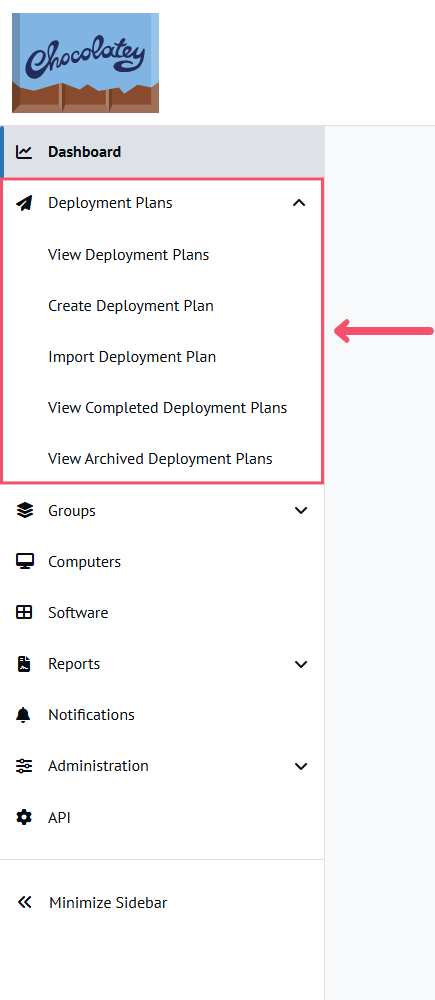 Chocolatey
Dashboard
Deployment Plans
View Deployment Plans
Create Deployment Plan
Import Deployment Plan
View Completed Deployment Plans
View Archived Deployment Plans
Groups
Computers
Software
Reports
Notifications
Administration
API
Minimize Sidebar